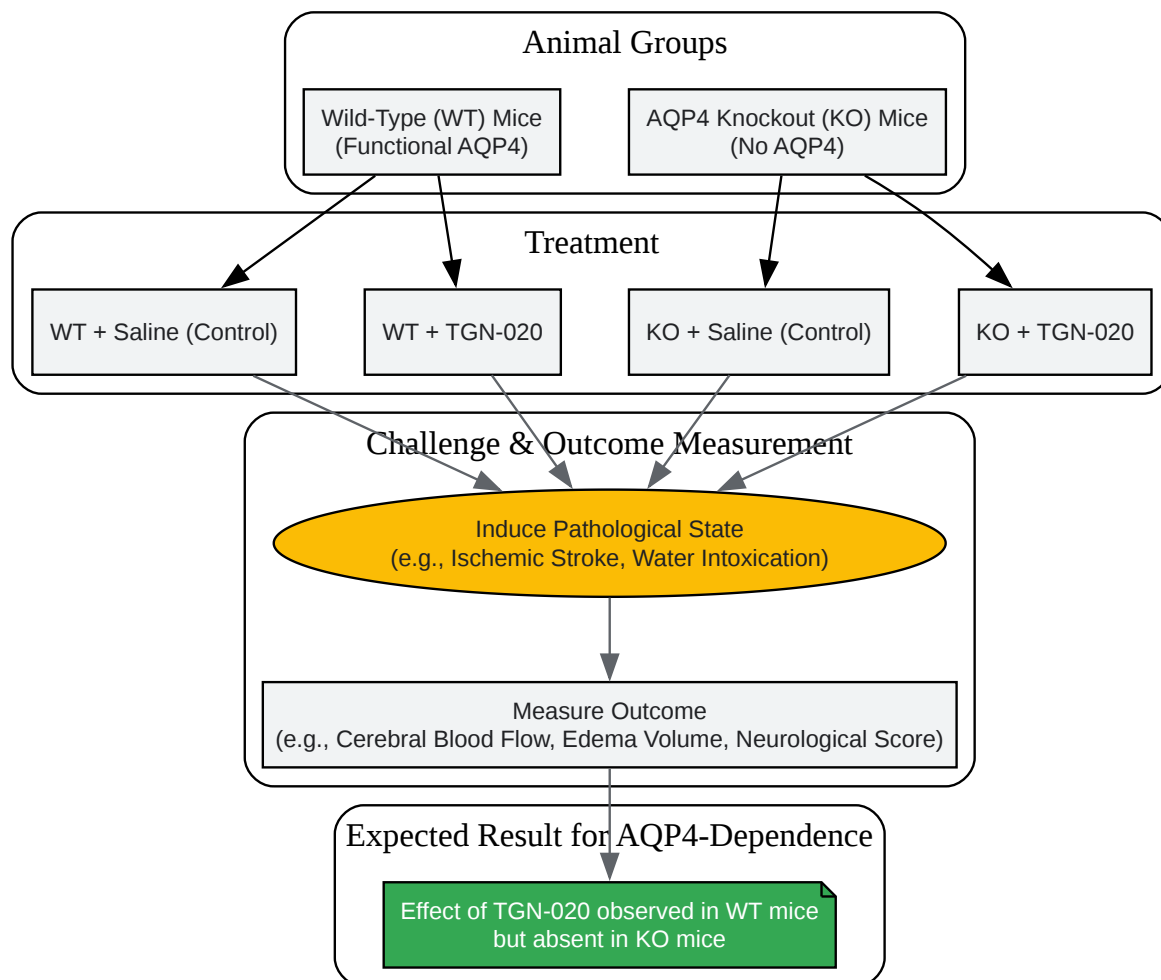 Animal Groups
Wild-Type (WT) Mice
(Functional AQP4)
AQP4 Knockout (KO) Mice
(No AQP4)
Treatment
WT + Saline (Control)
WT + TGN-020
KO + Saline (Control)
KO + TGN-020
Challenge & Outcome Measurement
Induce Pathological State
(e.g., Ischemic Stroke, Water Intoxication)
Measure Outcome
(e.g., Cerebral Blood Flow, Edema Volume, Neurological Score)
Expected Result for AQP4-Dependence
Effect of TGN-020 observed in WT mice
but absent in KO mice